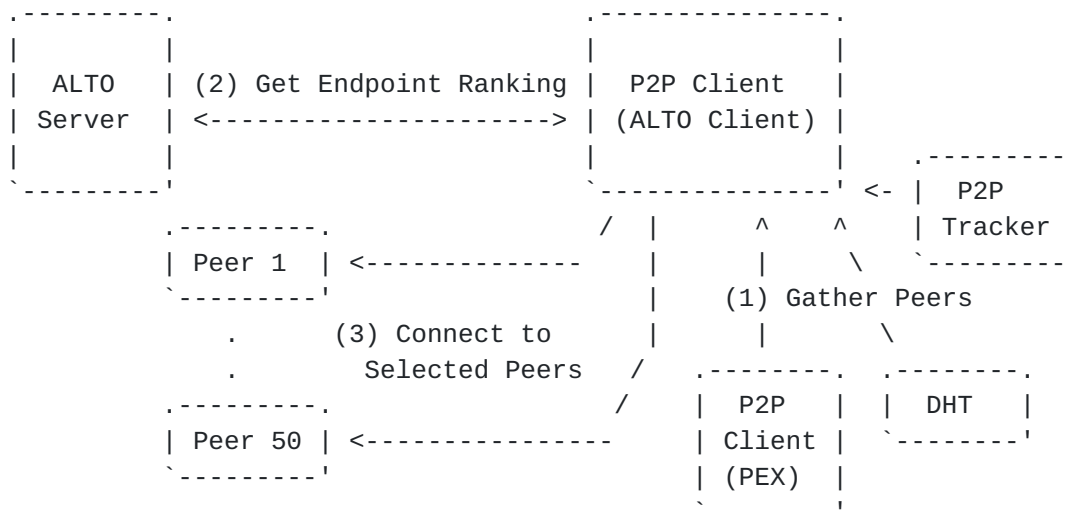 ALTO (2) Get Endpoint Ranking P2P Client
Server (ALTO Client)
P2P
Tracker
Peer 1
(1) Gather Peers
(3) Connect to
Selected Peers
P2P DHT
Peer 50 Client
(PEX)